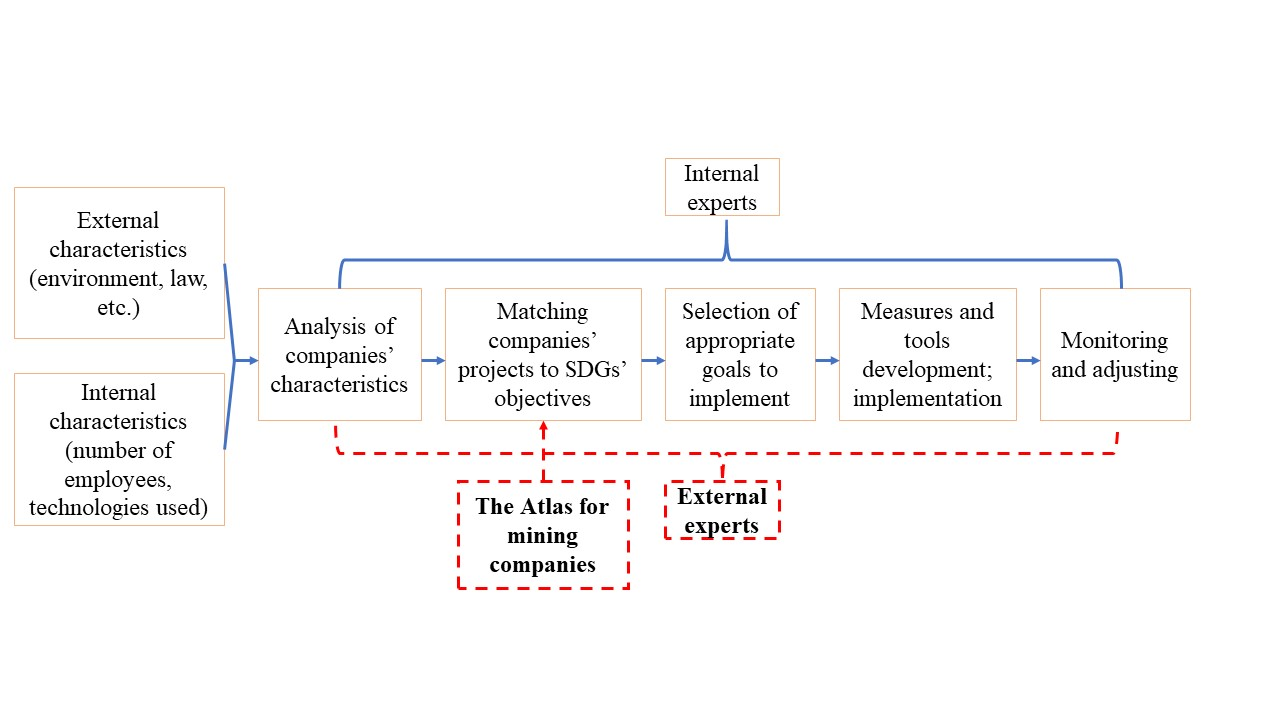 Internal
experts
External
characteristics
(environment, law,
etc.)
Internal
characteristics
(number of
employees,
technologies used)
Analysis of
companies’
characteristics
Matching
companies’
projects to SDGs’
objectives
Selection of
appropriate
goals to
implement
Measures and
tools
development;
implementation
Monitoring
and adjusting
The Atlas for
mining
companies
External
experts